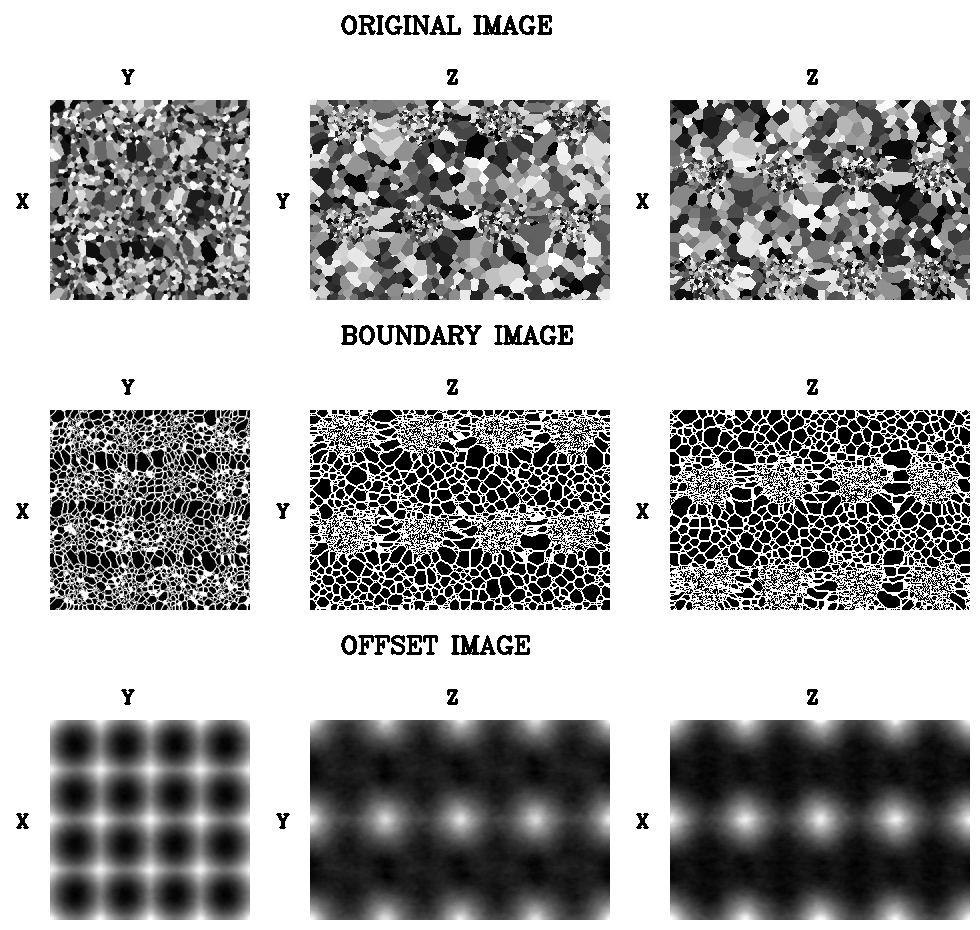 ORIGINAL IMAGE
Y Z Z
X Y X
BOUNDARY IMAGE
Y Z Z
X Y X
OFFSET IMAGE
Y Z Z
X Y X